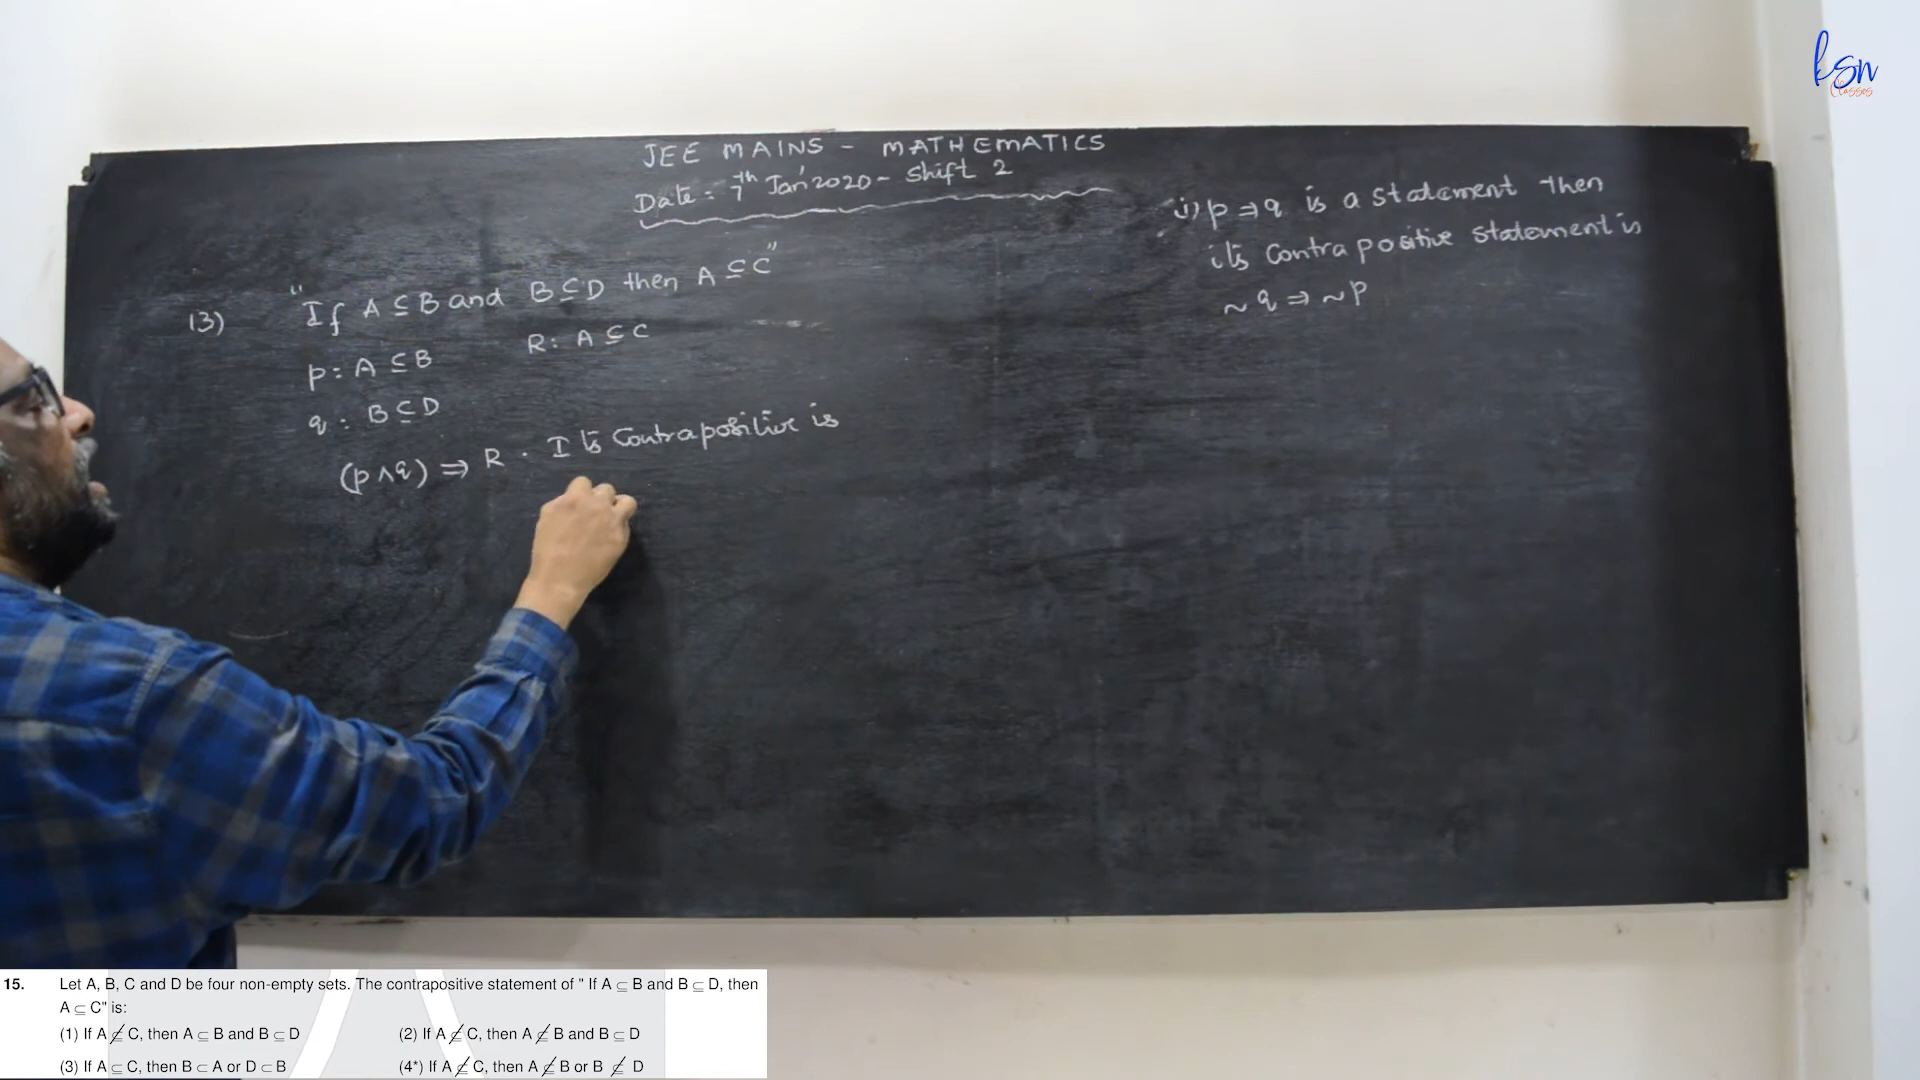 ksn
Classes
JEE MAINS - MATHEMATICS
Date: 7th Jan' 2020 - Shift 2
i) p ⇒ q is a statement then
its contrapositive statement is
~q ⇒ ~p
13) "If A ⊆ B and B ⊆ D then A ⊆ C"
p: A ⊆ B R: A ⊆ C
q: B ⊆ D
(p ∧ q) ⇒ R . Its Contrapositive is
15. Let A, B, C and D be four non-empty sets. The contrapositive statement of " If A ⊆ B and B ⊆ D, then
A ⊆ C" is:
(1) If A ⊈ C, then A ⊆ B and B ⊆ D (2) If A ⊈ C, then A ⊈ B and B ⊂ D
(3) If A ⊆ C, then B ⊂ A or D ⊂ B (4*) If A ⊈ C, then A ⊈ B or B ⊈ D